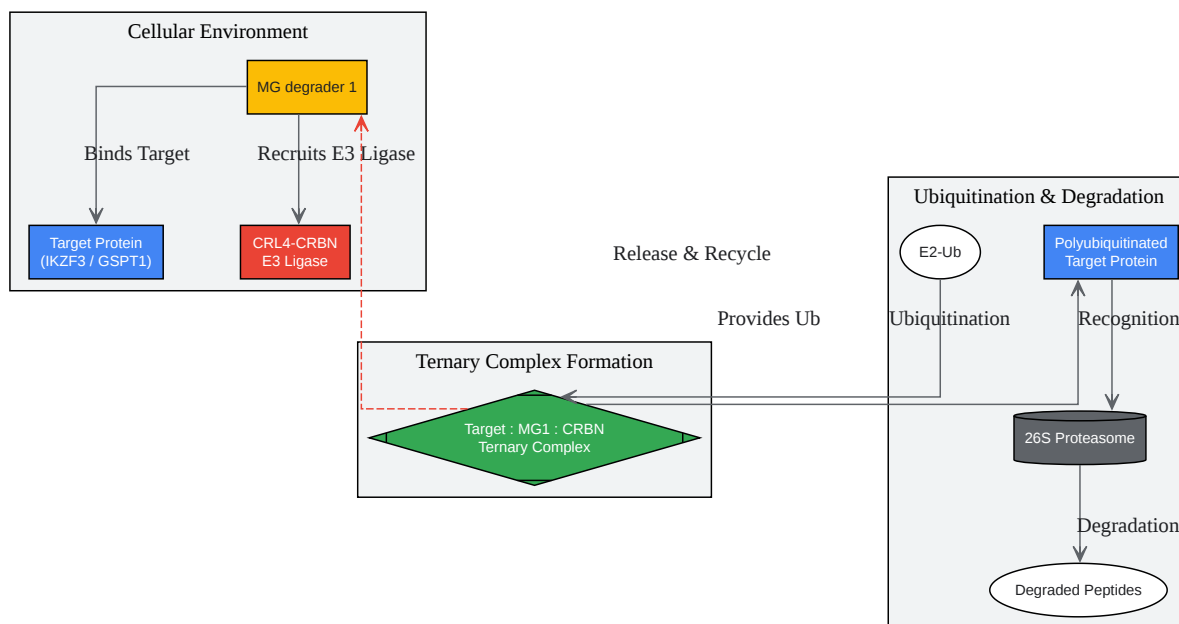 Cellular Environment
MG degrader 1
Binds Target
Recruits E3 Ligase
Target Protein
(IKZF3 / GSPT1)
CRL4-CRBN
E3 Ligase
Release & Recycle
Provides Ub
Ternary Complex Formation
Target : MG1 : CRBN
Ternary Complex
Ubiquitination & Degradation
E2-Ub
Polyubiquitinated
Target Protein
Ubiquitination
Recognition
26S Proteasome
Degradation
Degraded Peptides